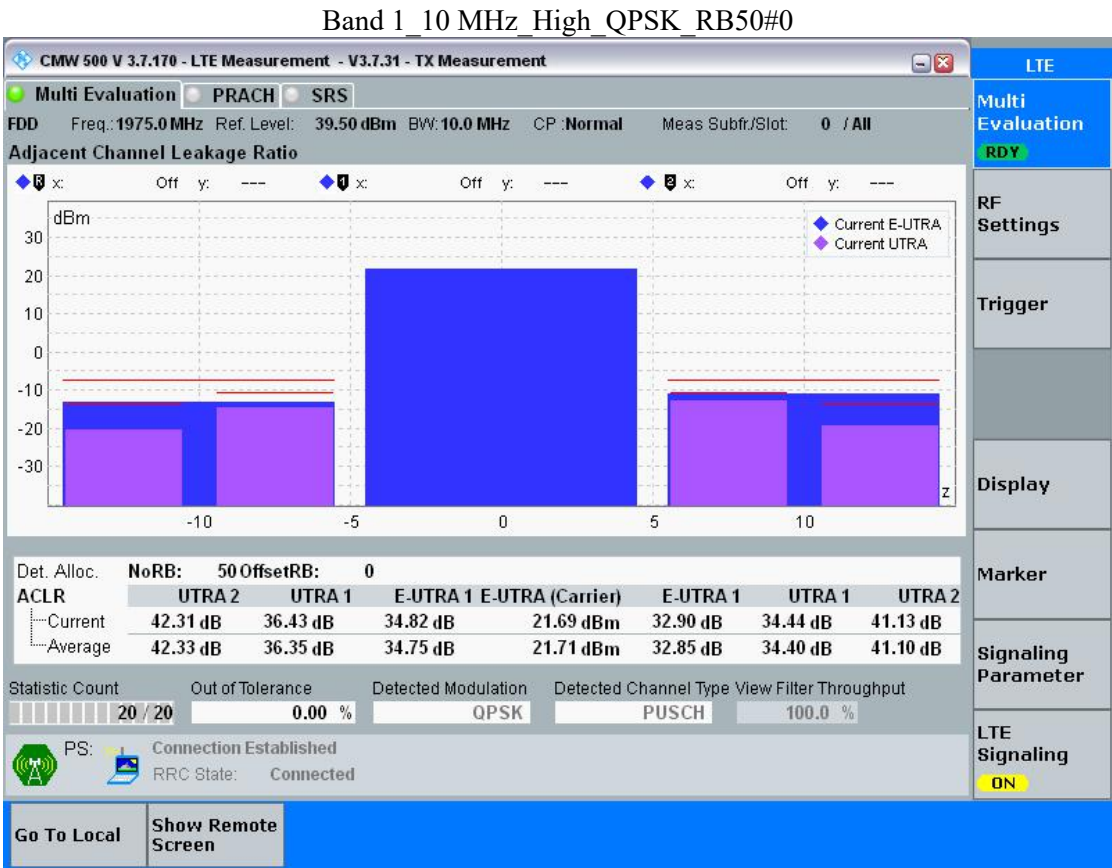 Band 1_10 MHz_High_QPSK_RB50#0
CMW 500 V 3.7.170 - LTE Measurement - V3.7.31 - TX Measurement
LTE
Multi Evaluation PRACH SRS
FDD Freq.: 1975.0 MHz Ref. Level: 39.50 dBm BW: 10.0 MHz CP : Normal Meas Subfr./Slot: 0 / All
Adjacent Channel Leakage Ratio
R x: Off y: --- 1 x: Off y: --- 2 x: Off y: ---
dBm
Current E-UTRA
Current UTRA
30
20
10
0
-10
-20
-30
z
-10 -5 0 5 10
Det. Alloc. NoRB: 50 OffsetRB: 0
ACLR UTRA 2 UTRA 1 E-UTRA 1 E-UTRA (Carrier) E-UTRA 1 UTRA 1 UTRA 2
Current 42.31 dB 36.43 dB 34.82 dB 21.69 dBm 32.90 dB 34.44 dB 41.13 dB
Average 42.33 dB 36.35 dB 34.75 dB 21.71 dBm 32.85 dB 34.40 dB 41.10 dB
Statistic Count Out of Tolerance Detected Modulation Detected Channel Type View Filter Throughput
20 / 20 0.00 % QPSK PUSCH 100.0 %
PS: Connection Established
RRC State: Connected
Multi
Evaluation
RDY
RF
Settings
Trigger
Display
Marker
Signaling
Parameter
LTE
Signaling
ON
Go To Local
Show Remote
Screen